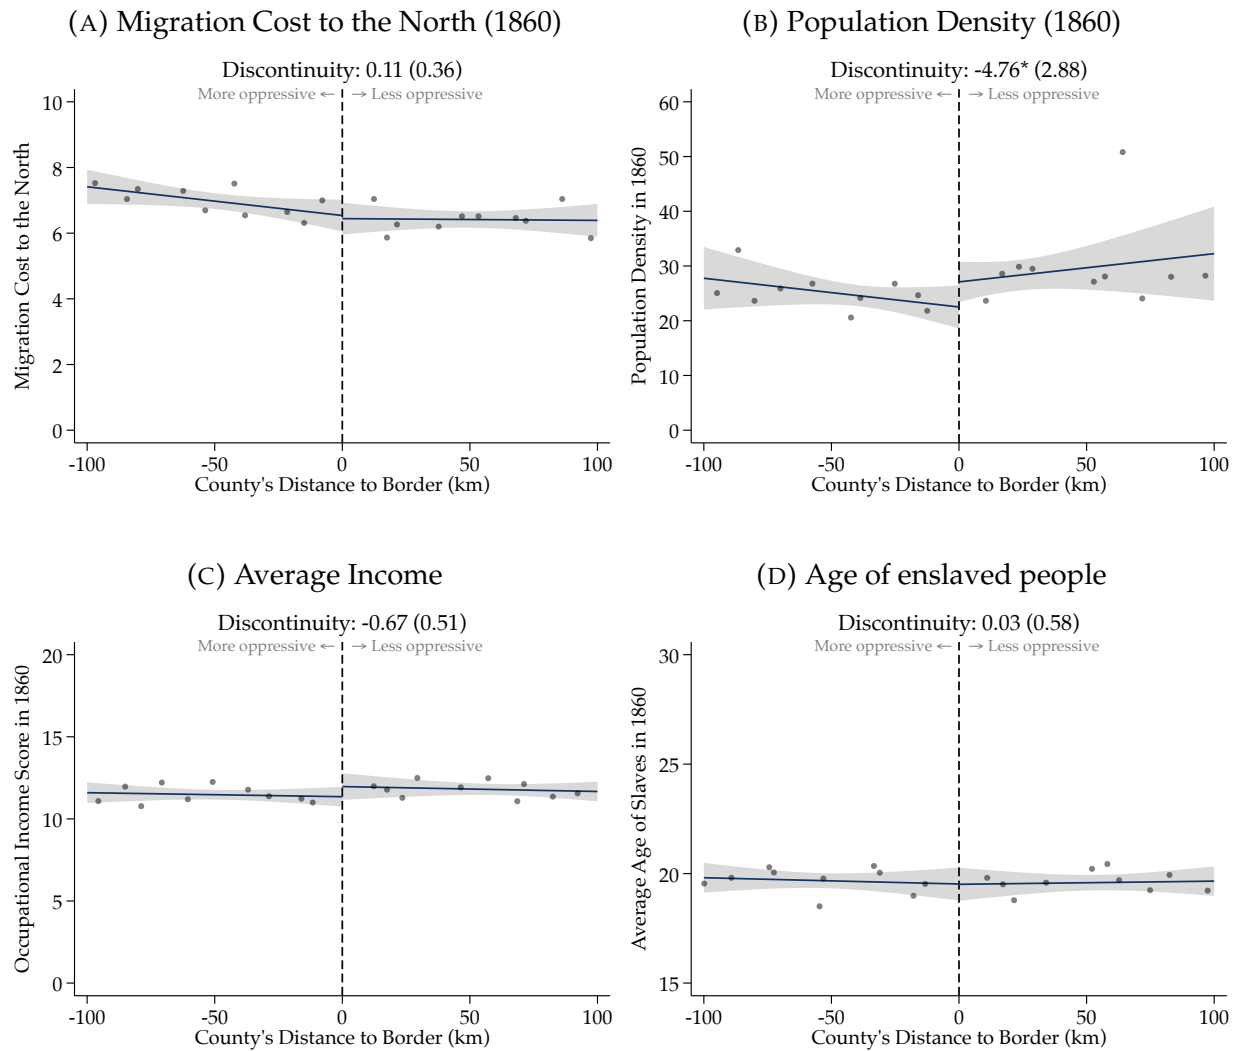 (A) Migration Cost to the North (1860)
Discontinuity: 0.11 (0.36)
More oppressive ← → Less oppressive
Migration Cost to the North
10
8
6
4
2
0
-100 -50 0 50 100
County's Distance to Border (km)
(B) Population Density (1860)
Discontinuity: -4.76* (2.88)
More oppressive ← → Less oppressive
Population Density in 1860
60
50
40
30
20
10
0
-100 -50 0 50 100
County's Distance to Border (km)
(C) Average Income
Discontinuity: -0.67 (0.51)
More oppressive ← → Less oppressive
Occupational Income Score in 1860
20
15
10
5
0
-100 -50 0 50 100
County's Distance to Border (km)
(D) Age of enslaved people
Discontinuity: 0.03 (0.58)
More oppressive ← → Less oppressive
Average Age of Slaves in 1860
30
25
20
15
-100 -50 0 50 100
County's Distance to Border (km)